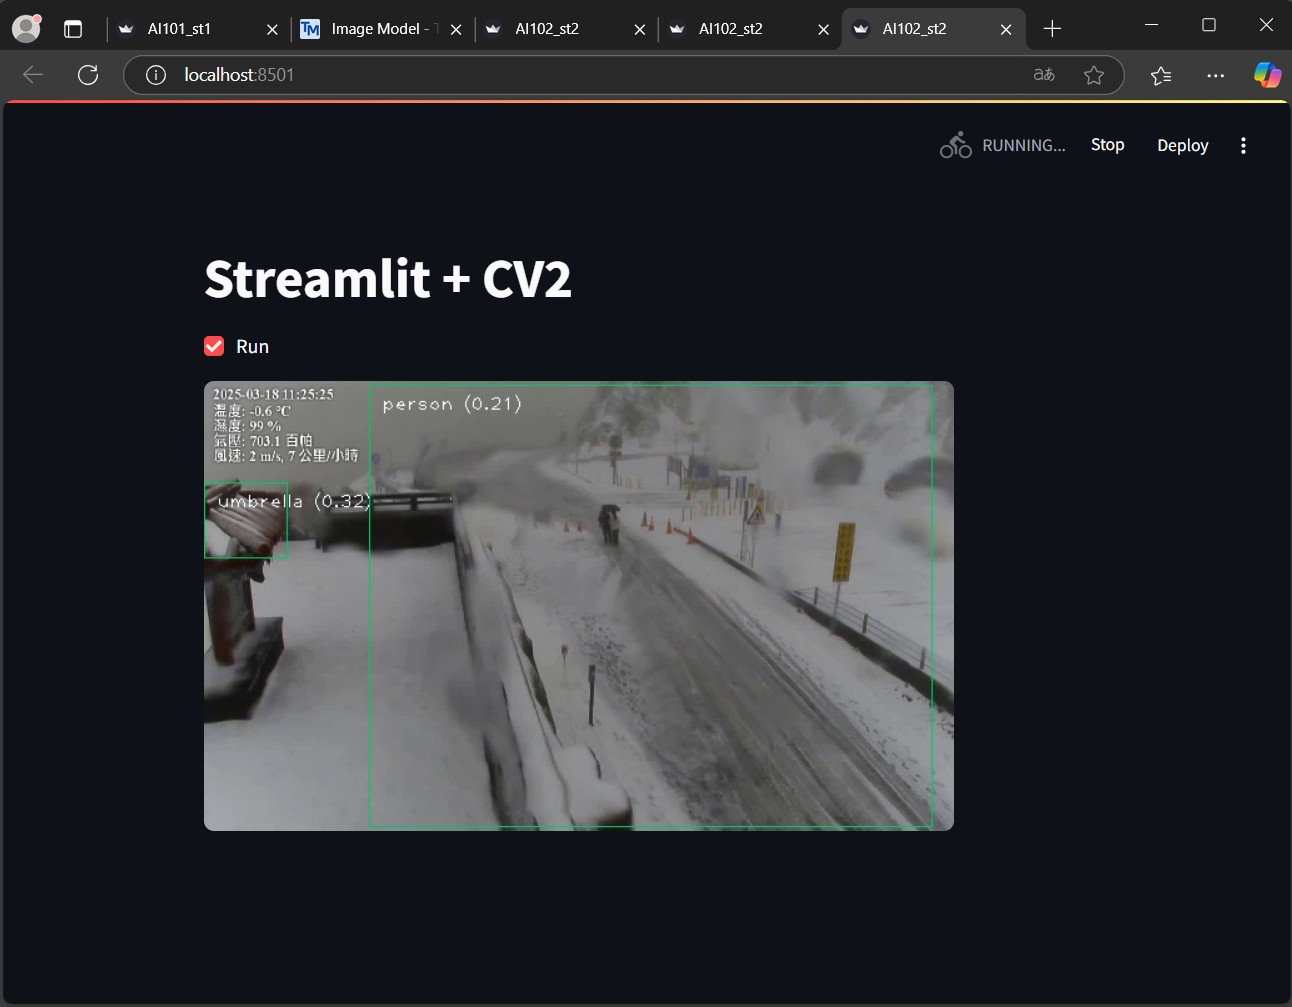 AI101_st1
Image Model - T
AI102_st2
AI102_st2
AI102_st2
localhost:8501
aあ
RUNNING...
Stop
Deploy
Streamlit + CV2
Run
2025-03-18 11:25:25
溫度: -0.6 °C
濕度: 99 %
氣壓: 703.1 百帕
風速: 2 m/s, 7 公里/小時
person (0.21)
umbrella (0.32)